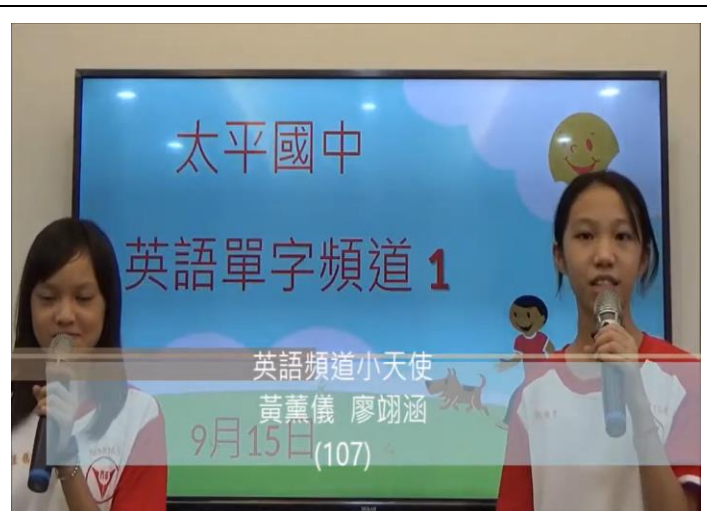 太平國中
英語單字頻道 1
英語頻道小天使
黃薰儀 廖翊涵
9月15日
(107)